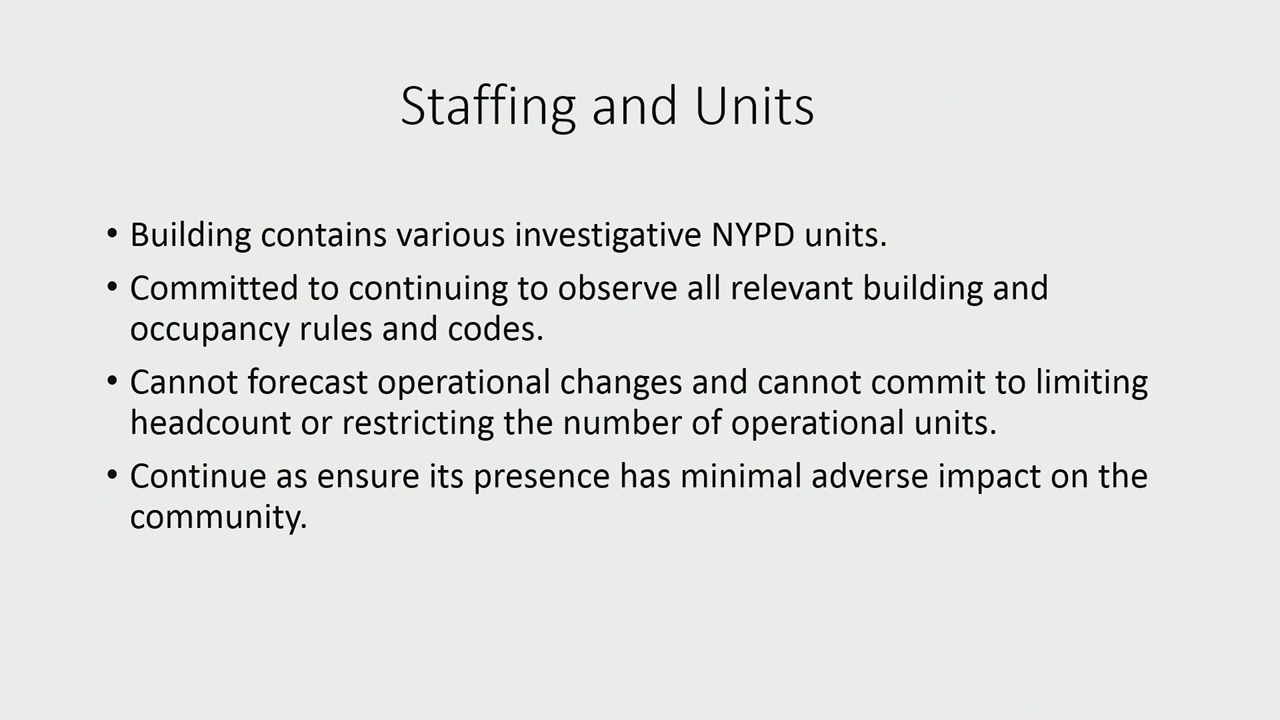 Staffing and Units
• Building contains various investigative NYPD units.
• Committed to continuing to observe all relevant building and
occupancy rules and codes.
• Cannot forecast operational changes and cannot commit to limiting
headcount or restricting the number of operational units.
• Continue as ensure its presence has minimal adverse impact on the
community.